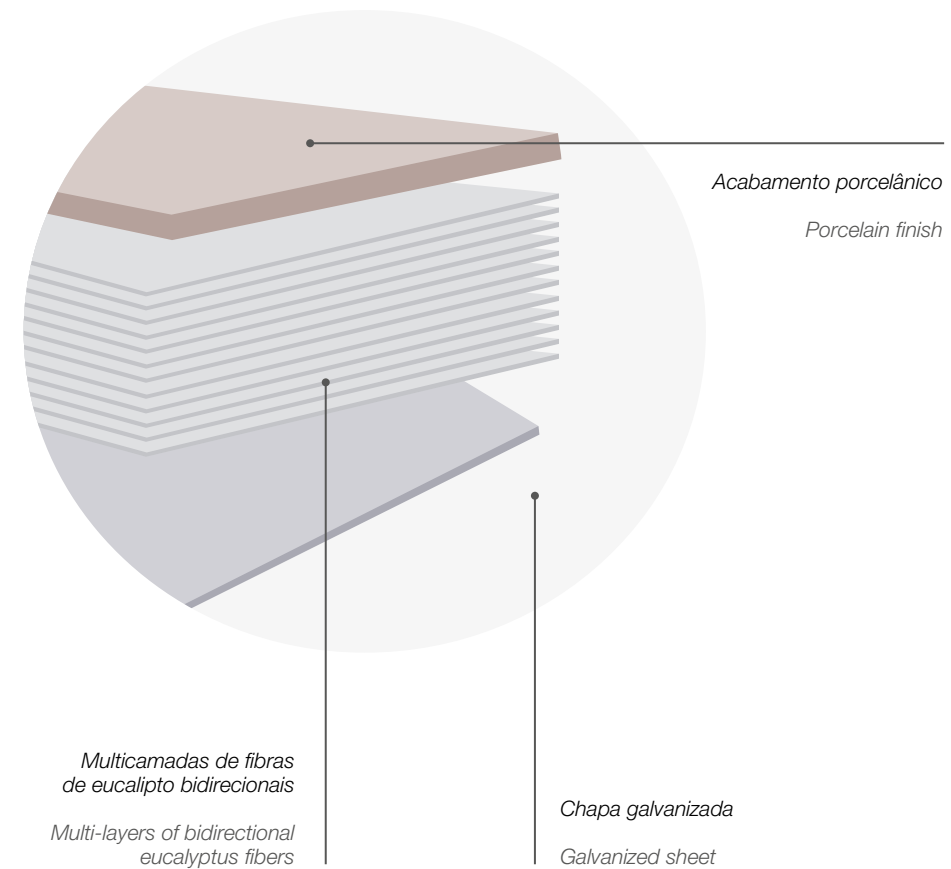 Acabamento porcelânico
Porcelain finish
Multicamadas de fibras
de eucalipto bidirecionais
Multi-layers of bidirectional
eucalyptus fibers
Chapa galvanizada
Galvanized sheet